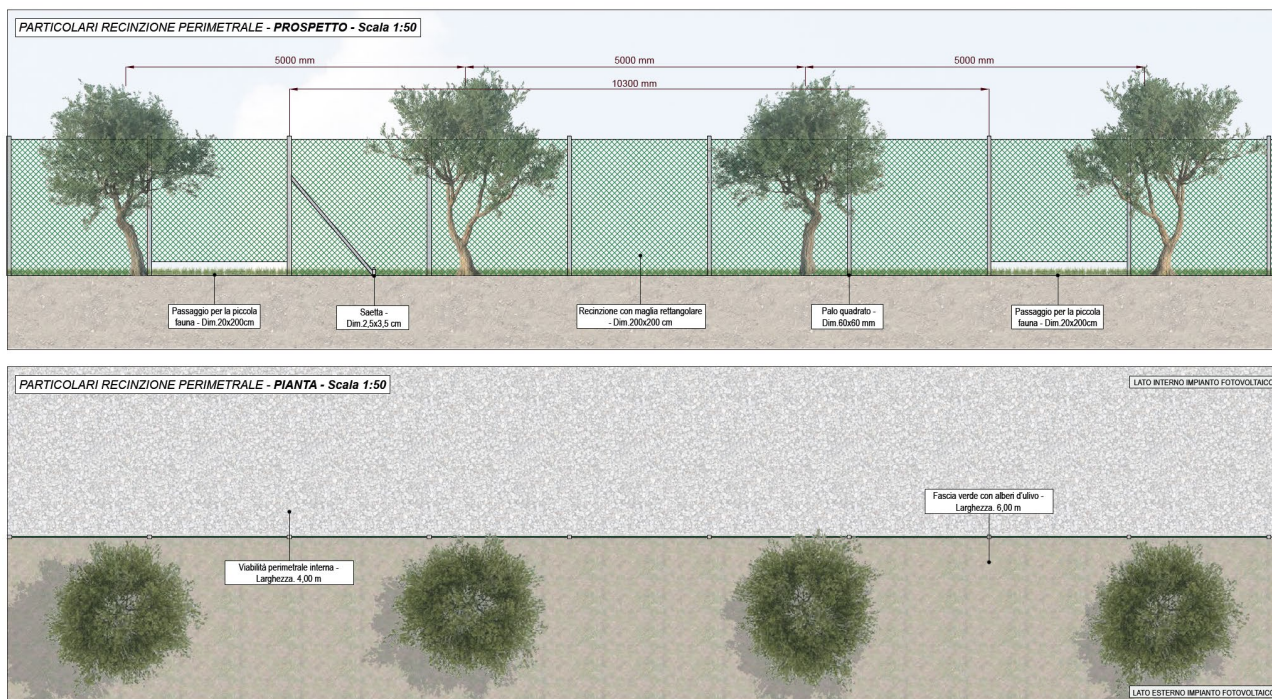 PARTICOLARI RECINZIONE PERIMETRALE - PROSPETTO - Scala 1:50
5000 mm
5000 mm
5000 mm
10300 mm
Passaggio per la piccola
fauna - Dim.20x200cm
Saetta -
Dim.2,5x3,5 cm
Recinzione con maglia rettangolare
- Dim.200x200 cm
Palo quadrato -
Dim.60x60 mm
Passaggio per la piccola
fauna - Dim.20x200cm
PARTICOLARI RECINZIONE PERIMETRALE - PIANTA - Scala 1:50
LATO INTERNO IMPIANTO FOTOVOLTAICO
Fascia verde con alberi d'ulivo -
Larghezza. 6,00 m
Viabilità perimetrale interna -
Larghezza. 4,00 m
LATO ESTERNO IMPIANTO FOTOVOLTAICO